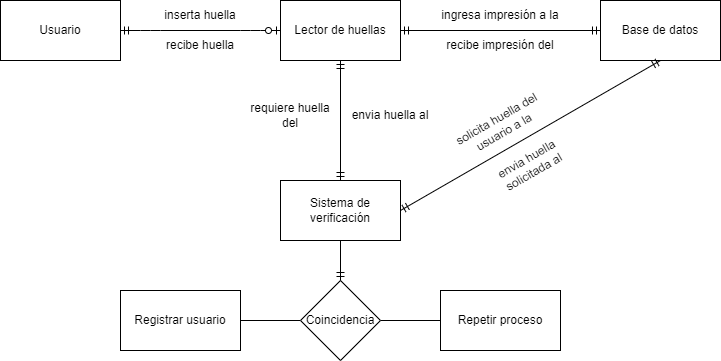 Usuario
inserta huella
recibe huella
Lector de huellas
ingresa impresión a la
recibe impresión del
Base de datos
requiere huella
del
envia huella al
solicita huella del
usuario a la
envia huella
solicitada al
Sistema de
verificación
Registrar usuario
Coincidencia
Repetir proceso